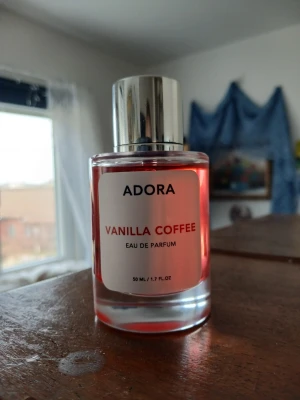 ADORA
VANILLA COFFEE
EAU DE PARFUM
50 ML / 1.7 FL.OZ